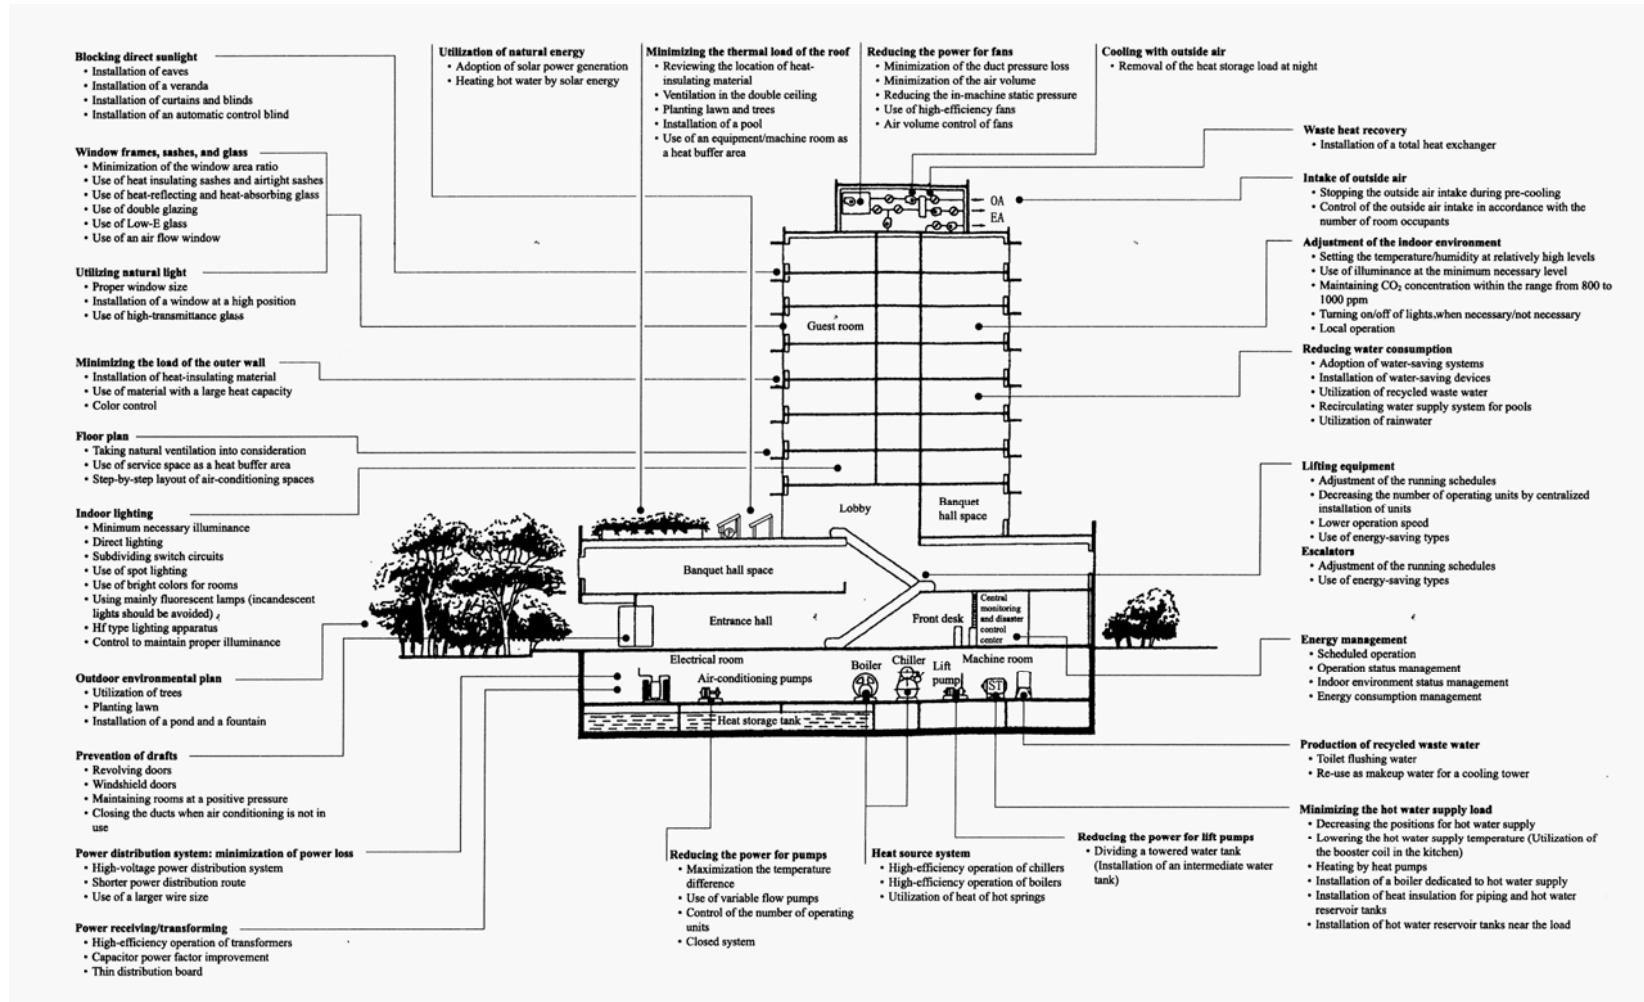 Blocking direct sunlight
• Installation of eaves
• Installation of a veranda
• Installation of curtains and blinds
• Installation of an automatic control blind
Window frames, sashes, and glass
• Minimization of the window area ratio
• Use of heat insulating sashes and airtight sashes
• Use of heat-reflecting and heat-absorbing glass
• Use of double glazing
• Use of Low-E glass
• Use of an air flow window
Utilizing natural light
• Proper window size
• Installation of a window at a high position
• Use of high-transmittance glass
Minimizing the load of the outer wall
• Installation of heat-insulating material
• Use of material with a large heat capacity
• Color control
Floor plan
• Taking natural ventilation into consideration
• Use of service space as a heat buffer area
• Step-by-step layout of air-conditioning spaces
Indoor lighting
• Minimum necessary illuminance
• Direct lighting
• Subdividing switch circuits
• Use of spot lighting
• Use of bright colors for rooms
• Using mainly fluorescent lamps (incandescent
lights should be avoided)
• Hf type lighting apparatus
• Control to maintain proper illuminance
Outdoor environmental plan
• Utilization of trees
• Planting lawn
• Installation of a pond and a fountain
Prevention of drafts
• Revolving doors
• Windshield doors
• Maintaining rooms at a positive pressure
• Closing the ducts when air conditioning is not in
use
Power distribution system: minimization of power loss
• High-voltage power distribution system
• Shorter power distribution route
• Use of a larger wire size
Power receiving/transforming
• High-efficiency operation of transformers
• Capacitor power factor improvement
• Thin distribution board
Utilization of natural energy
• Adoption of solar power generation
• Heating hot water by solar energy
Minimizing the thermal load of the roof
• Reviewing the location of heat-
insulating material
• Ventilation in the double ceiling
• Planting lawn and trees
• Installation of a pool
• Use of an equipment/machine room as
a heat buffer area
Reducing the power for fans
• Minimization of the duct pressure loss
• Minimization of the air volume
• Reducing the in-machine static pressure
• Use of high-efficiency fans
• Air volume control of fans
Cooling with outside air
• Removal of the heat storage load at night
OA
EA
Guest room
Lobby
Banquet
hall space
Banquet hall space
Entrance hall
Front desk
Central
monitoring
and disaster
control
center
Electrical room
Air-conditioning pumps
Boiler
Chiller
Lift
pump
Machine room
ST
Heat storage tank
Reducing the power for pumps
• Maximization the temperature
difference
• Use of variable flow pumps
• Control of the number of operating
units
• Closed system
Heat source system
• High-efficiency operation of chillers
• High-efficiency operation of boilers
• Utilization of heat of hot springs
Reducing the power for lift pumps
• Dividing a towered water tank
(Installation of an intermediate water
tank)
Waste heat recovery
• Installation of a total heat exchanger
Intake of outside air
• Stopping the outside air intake during pre-cooling
• Control of the outside air intake in accordance with the
number of room occupants
Adjustment of the indoor environment
• Setting the temperature/humidity at relatively high levels
• Use of illuminance at the minimum necessary level
• Maintaining CO₂ concentration within the range from 800 to
1000 ppm
• Turning on/off of lights when necessary/not necessary
• Local operation
Reducing water consumption
• Adoption of water-saving systems
• Installation of water-saving devices
• Utilization of recycled waste water
• Recirculating water supply system for pools
• Utilization of rainwater
Lifting equipment
• Adjustment of the running schedules
• Decreasing the number of operating units by centralized
installation of units
• Lower operation speed
• Use of energy-saving types
Escalators
• Adjustment of the running schedules
• Use of energy-saving types
Energy management
• Scheduled operation
• Operation status management
• Indoor environment status management
• Energy consumption management
Production of recycled waste water
• Toilet flushing water
• Re-use as makeup water for a cooling tower
Minimizing the hot water supply load
• Decreasing the positions for hot water supply
• Lowering the hot water supply temperature (Utilization of
the booster coil in the kitchen)
• Heating by heat pumps
• Installation of a boiler dedicated to hot water supply
• Installation of heat insulation for piping and hot water
reservoir tanks
• Installation of hot water reservoir tanks near the load